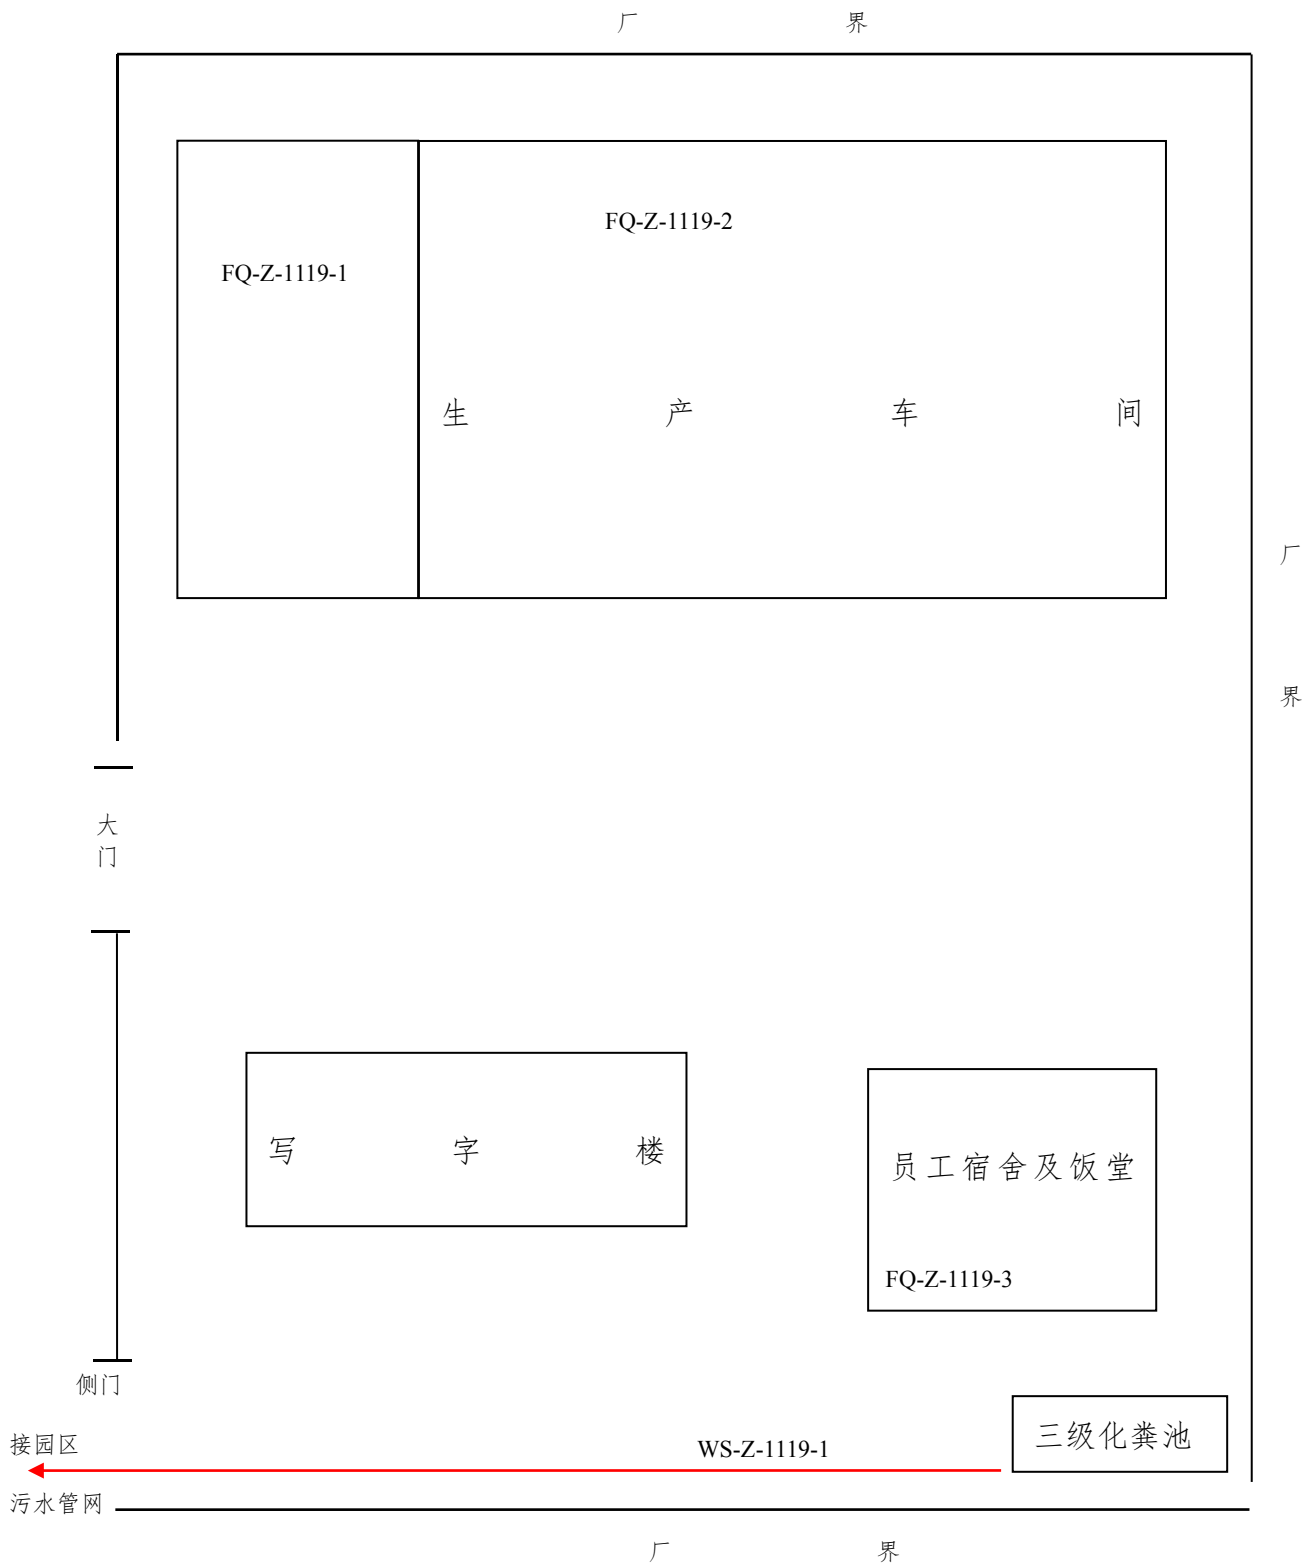 厂 界
FQ-Z-1119-2
FQ-Z-1119-1
生 产 车 间
厂
界
大
门
写 字 楼
员工宿舍及饭堂
FQ-Z-1119-3
侧门
三级化粪池
接园区
WS-Z-1119-1
污水管网
厂 界